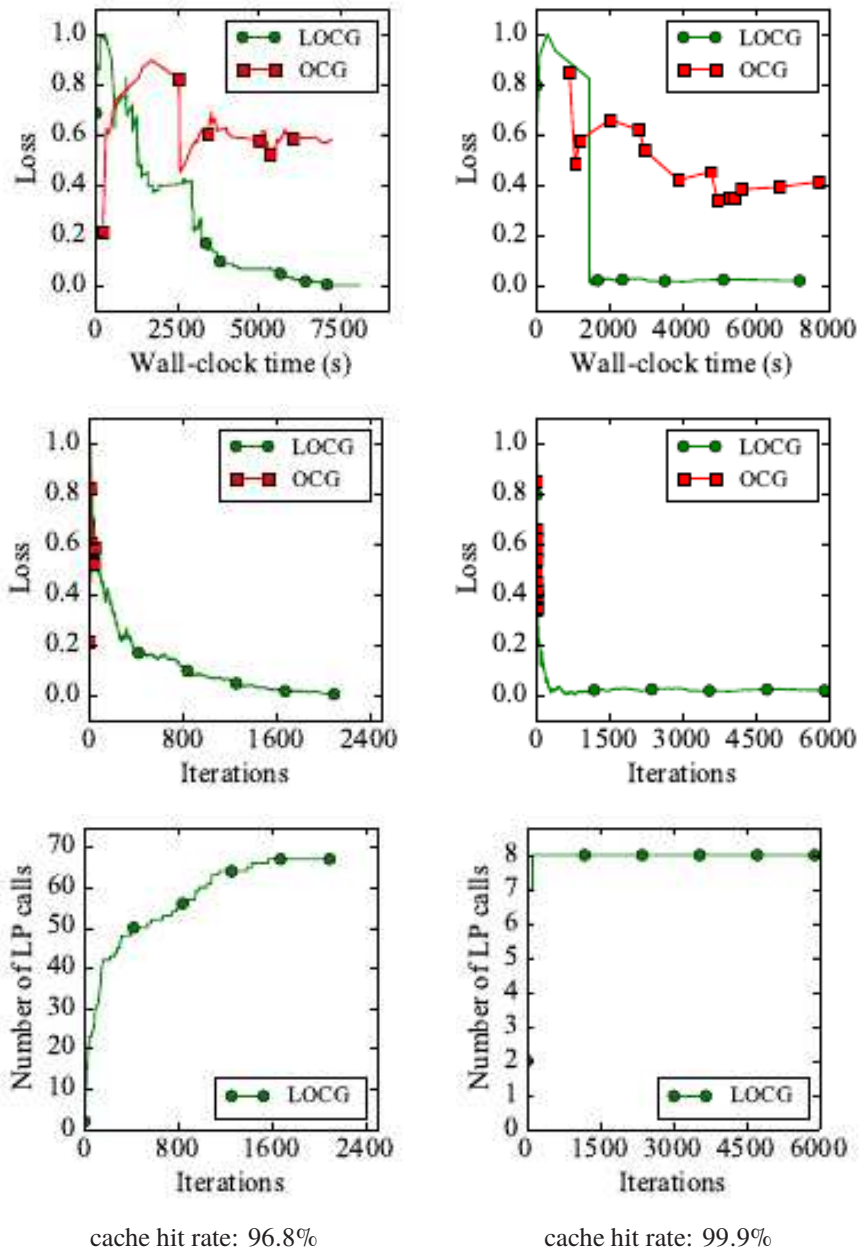 1.0
0.8
0.6
0.4
0.2
0.0
Loss
LOCG
OCG
0 2500 5000 7500
Wall-clock time (s)
1.0
0.8
0.6
0.4
0.2
0.0
Loss
LOCG
OCG
0 2000 4000 6000 8000
Wall-clock time (s)
1.0
0.8
0.6
0.4
0.2
0.0
Loss
LOCG
OCG
0 800 1600 2400
Iterations
1.0
0.8
0.6
0.4
0.2
0.0
Loss
LOCG
OCG
0 1500 3000 4500 6000
Iterations
70
60
50
40
30
20
10
0
Number of LP calls
LOCG
0 800 1600 2400
Iterations
8
7
6
5
4
3
2
1
0
Number of LP calls
LOCG
0 1500 3000 4500 6000
Iterations
cache hit rate: 96.8%
cache hit rate: 99.9%